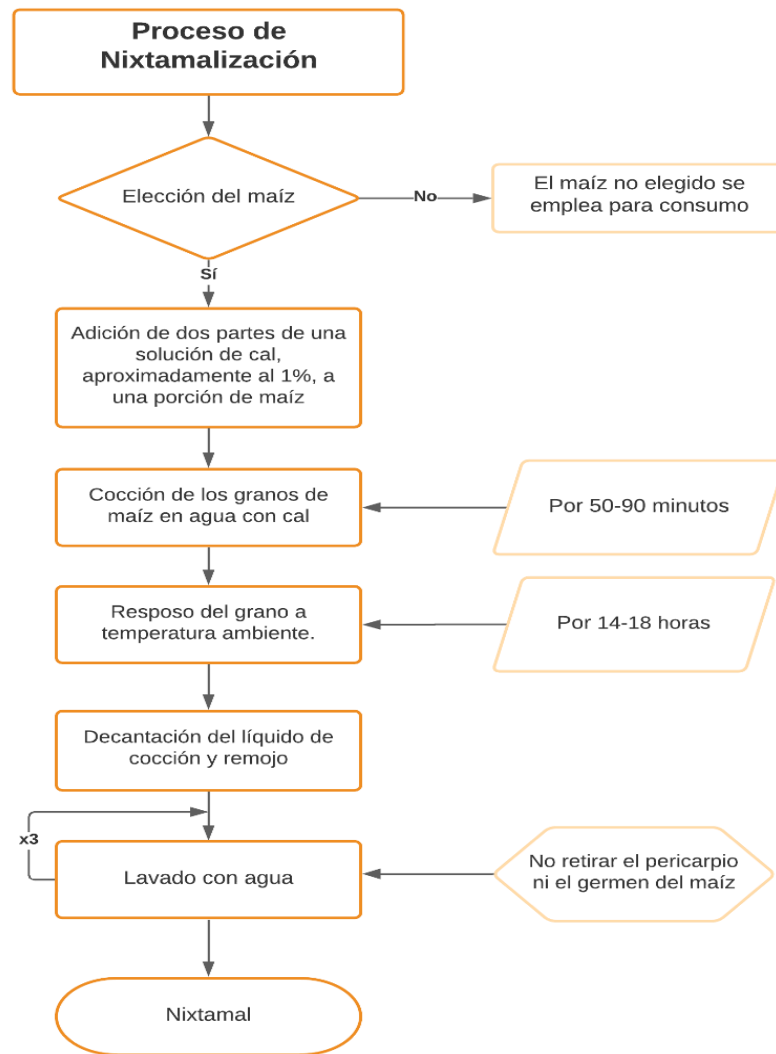 Proceso de
Nixtamalización
Elección del maíz
No
El maíz no elegido se
emplea para consumo
Sí
Adición de dos partes de una
solución de cal,
aproximadamente al 1%, a
una porción de maíz
Cocción de los granos de
maíz en agua con cal
Por 50-90 minutos
Resposo del grano a
temperatura ambiente.
Por 14-18 horas
Decantación del líquido de
cocción y remojo
x3
Lavado con agua
No retirar el pericarpio
ni el germen del maíz
Nixtamal